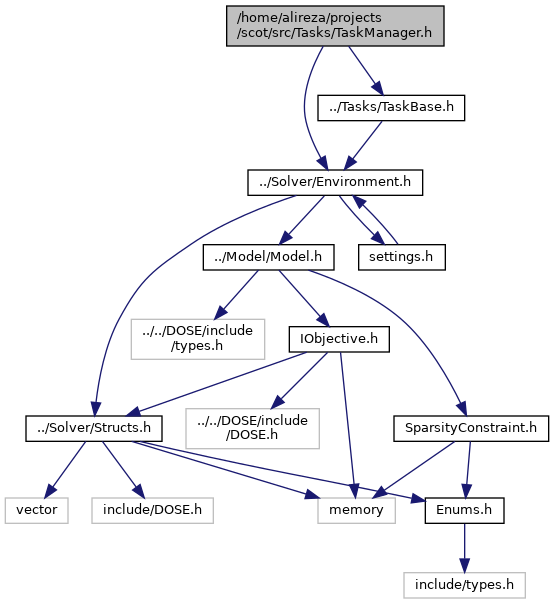 /home/alireza/projects
/scot/src/Tasks/TaskManager.h
../Tasks/TaskBase.h
../Solver/Environment.h
../Model/Model.h
settings.h
../../DOSE/include
/types.h
IObjective.h
../Solver/Structs.h
../../DOSE/include
/DOSE.h
SparsityConstraint.h
vector
include/DOSE.h
memory
Enums.h
include/types.h